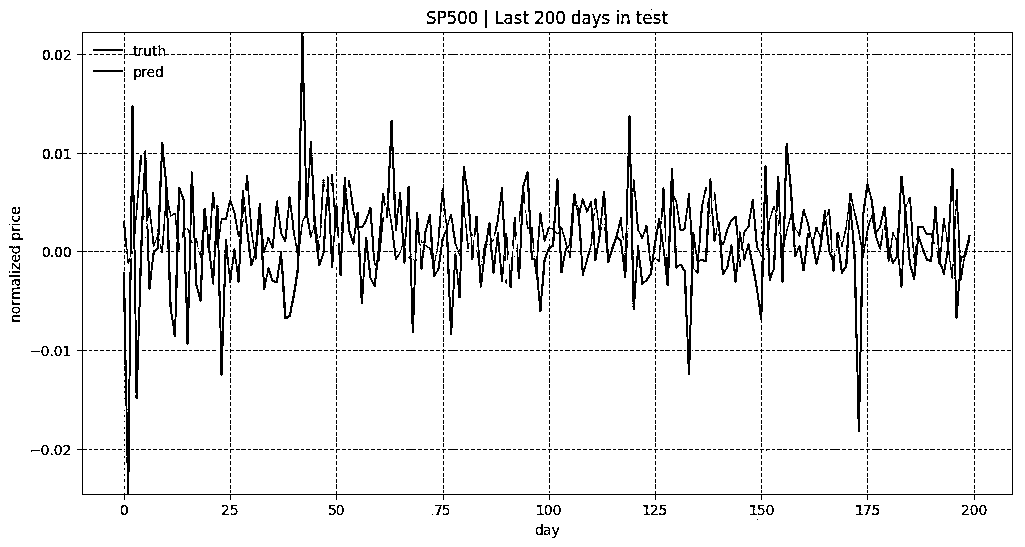 SP500 | Last 200 days in test
truth
pred
0.02
0.01
0.00
−0.01
−0.02
normalized price
0 25 50 75 100 125 150 175 200
day